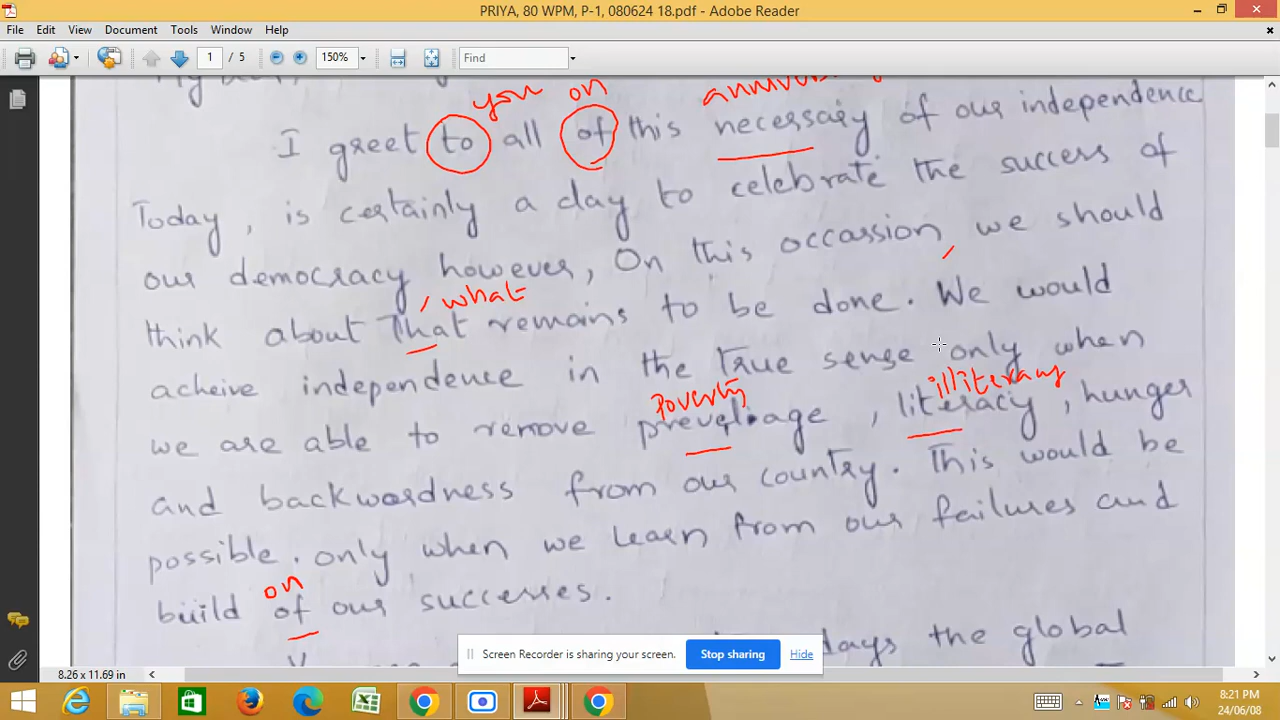 PRIYA, 80 WPM, P-1, 080624 18.pdf - Adobe Reader
File Edit View Document Tools Window Help
1 / 5 150% Find
you on
I greet to all of this necessary of our independence
Today, is certainly a day to celebrate the success of
our democracy however, On this occassion, we should
what
think about That remains to be done. We would
acheive independence in the true sense only when
Poverty illiteracy
we are able to remove , literacy, hunger
and backwardness from our country. This would be
possible. only when we learn from our failures and
on
build of our successes.
days the global
Screen Recorder is sharing your screen. Stop sharing Hide
8.26 x 11.69 in
8:21 PM
24/06/08